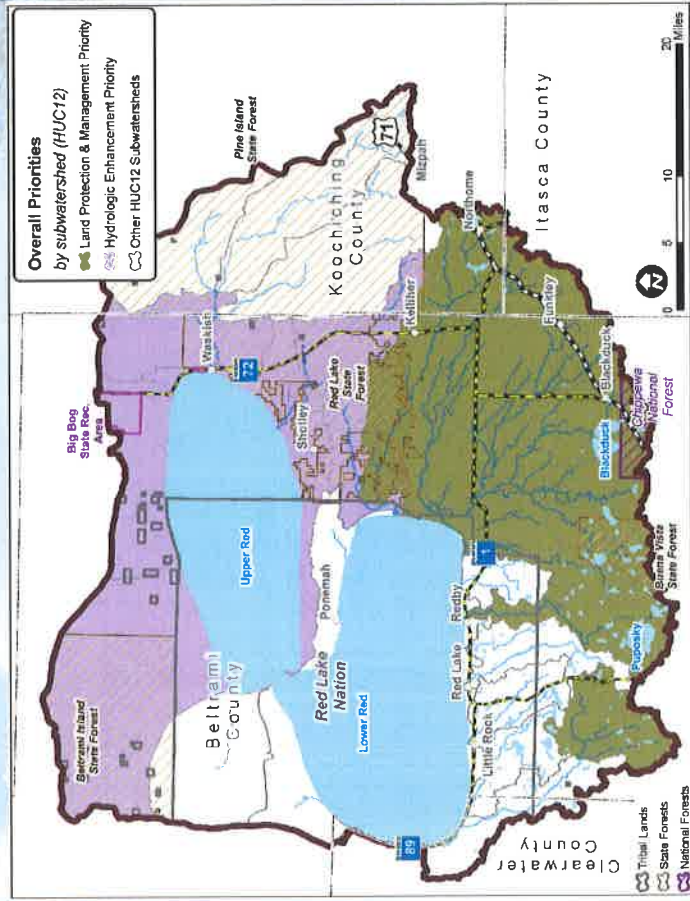 Overall Priorities
by subwatershed (HUC12)
Land Protection & Management Priority
Hydrologic Enhancement Priority
Other HUC12 Subwatersheds
Pine Island
State Forest
Big Bog
State Rec.
Area
Waskish
72
Koochiching
County
71
Mizpah
Beltrami Island
State Forest
Upper Red
Shotley
Red Lake
State
Forest
Kelliher
Northome
Beltrami
County
Ponemah
Red Lake
Nation
Lower Red
Itasca County
Funkley
89
Red Lake
Redby
1
Little Rock
Blackduck
Blackduck
Chippewa
National
Forest
Clearwater
County
Puposky
Buena Vista
State Forest
Tribal Lands
State Forests
National Forests
N
0
5
10
20
Miles